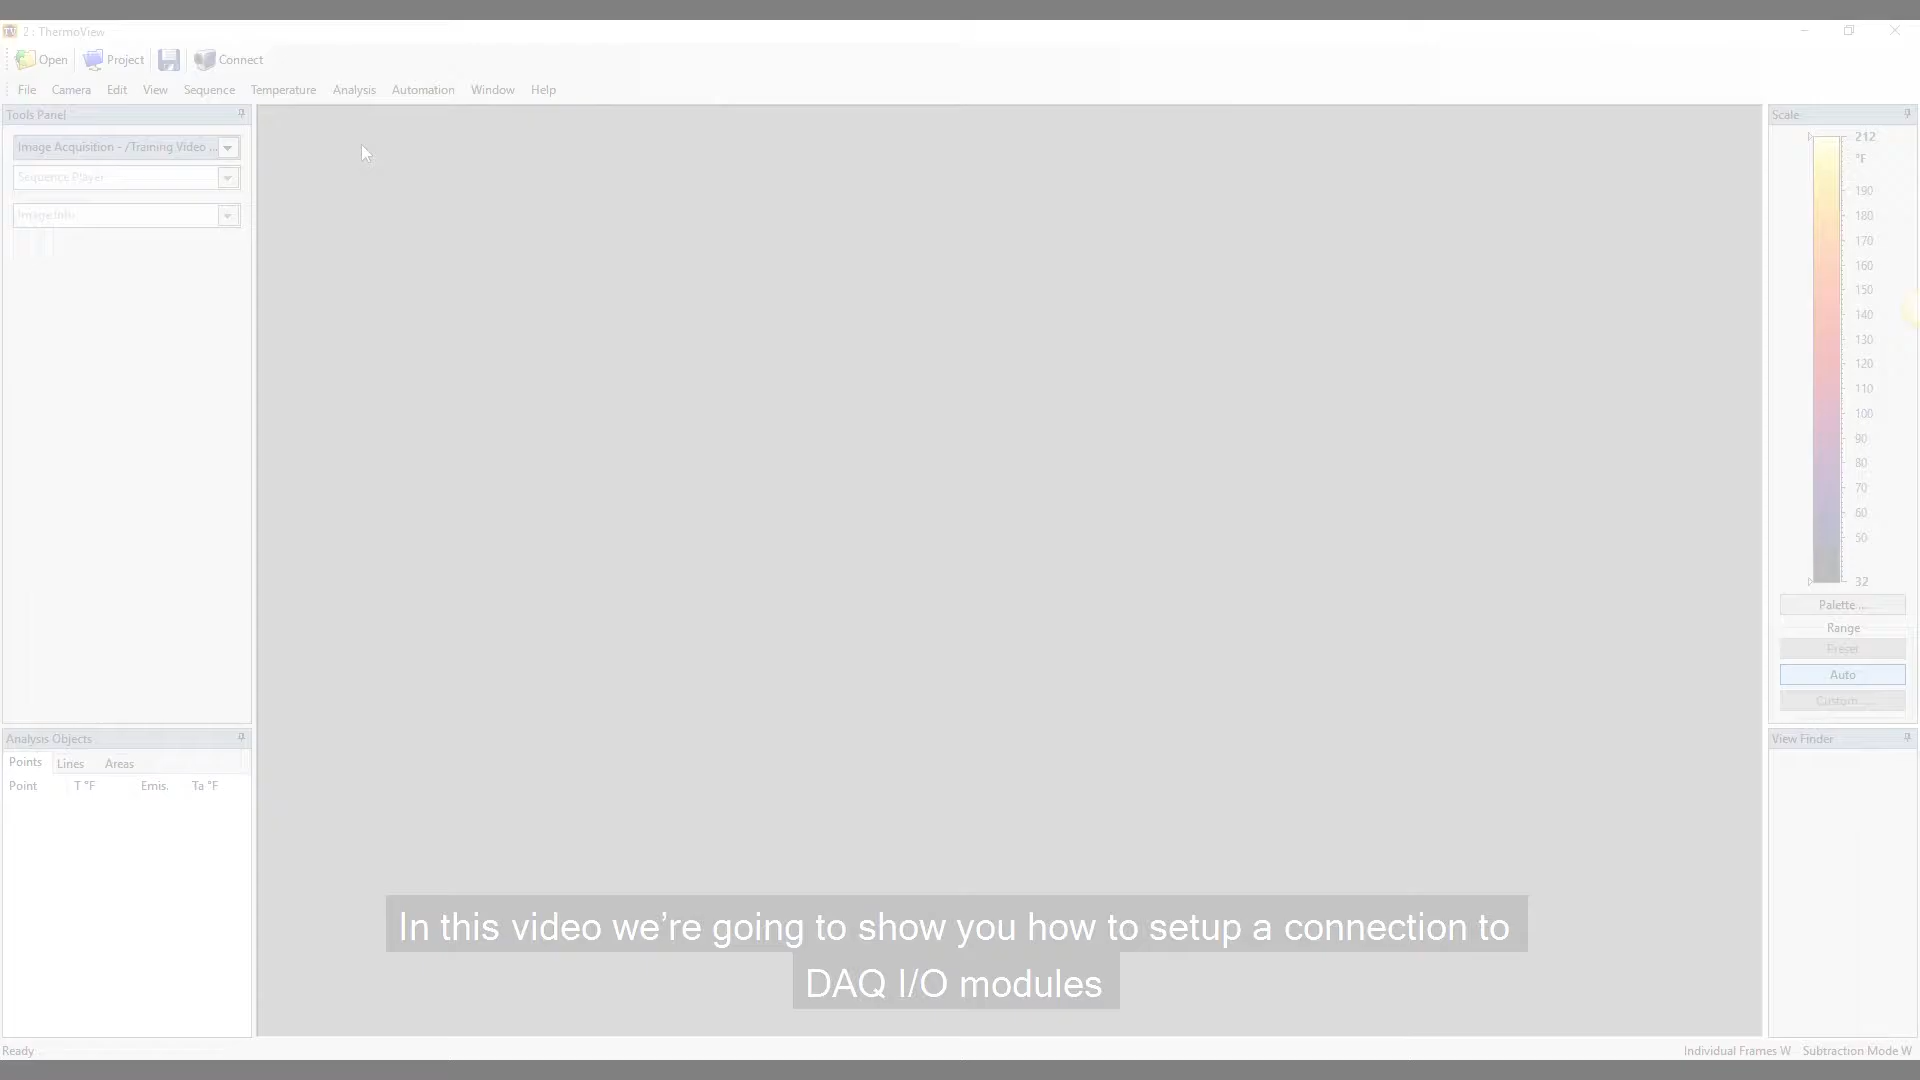 2 : ThermoView
Open Project Connect
File Camera Edit View Sequence Temperature Analysis Automation Window Help
Tools Panel
Image Acquisition - /Training Video ...
Sequence Player
Image Info
Scale
212
°F
190
180
170
160
150
140
130
120
110
100
90
80
70
60
50
32
Palette ...
Range
Preset
Auto
Custom ...
Analysis Objects
Points Lines Areas
Point T °F Emis. Ta °F
View Finder
In this video we’re going to show you how to setup a connection to
DAQ I/O modules
Ready
Individual Frames W Subtraction Mode W